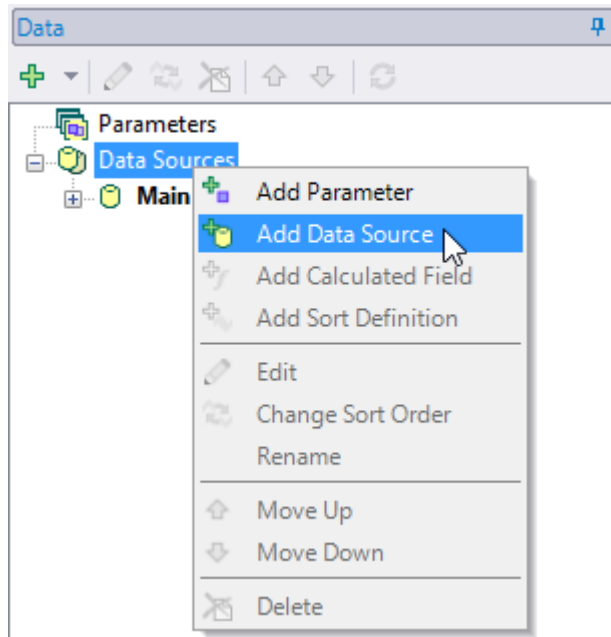 Data
Parameters
Data Sources
Main
Add Parameter
Add Data Source
Add Calculated Field
Add Sort Definition
Edit
Change Sort Order
Rename
Move Up
Move Down
Delete